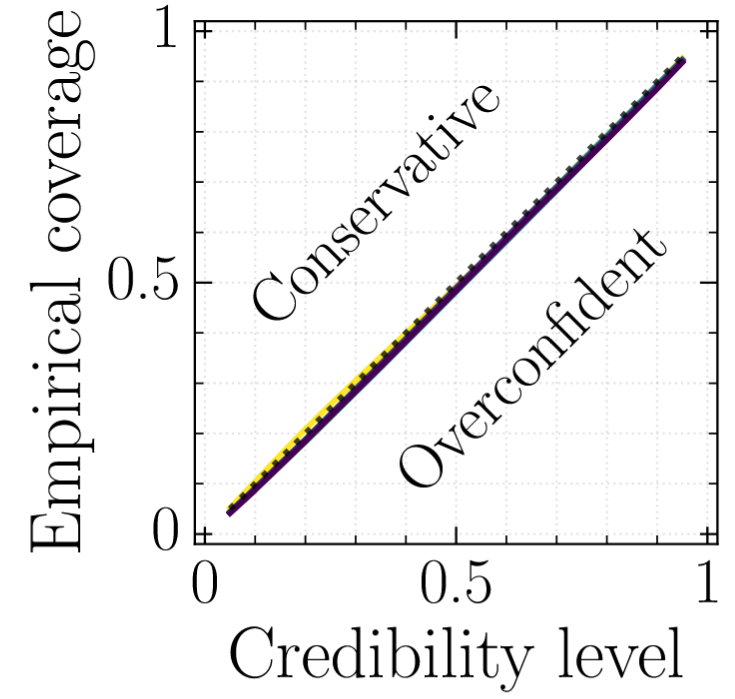 Empirical coverage
1
0.5
0
Conservative
Overconfident
0
0.5
1
Credibility level